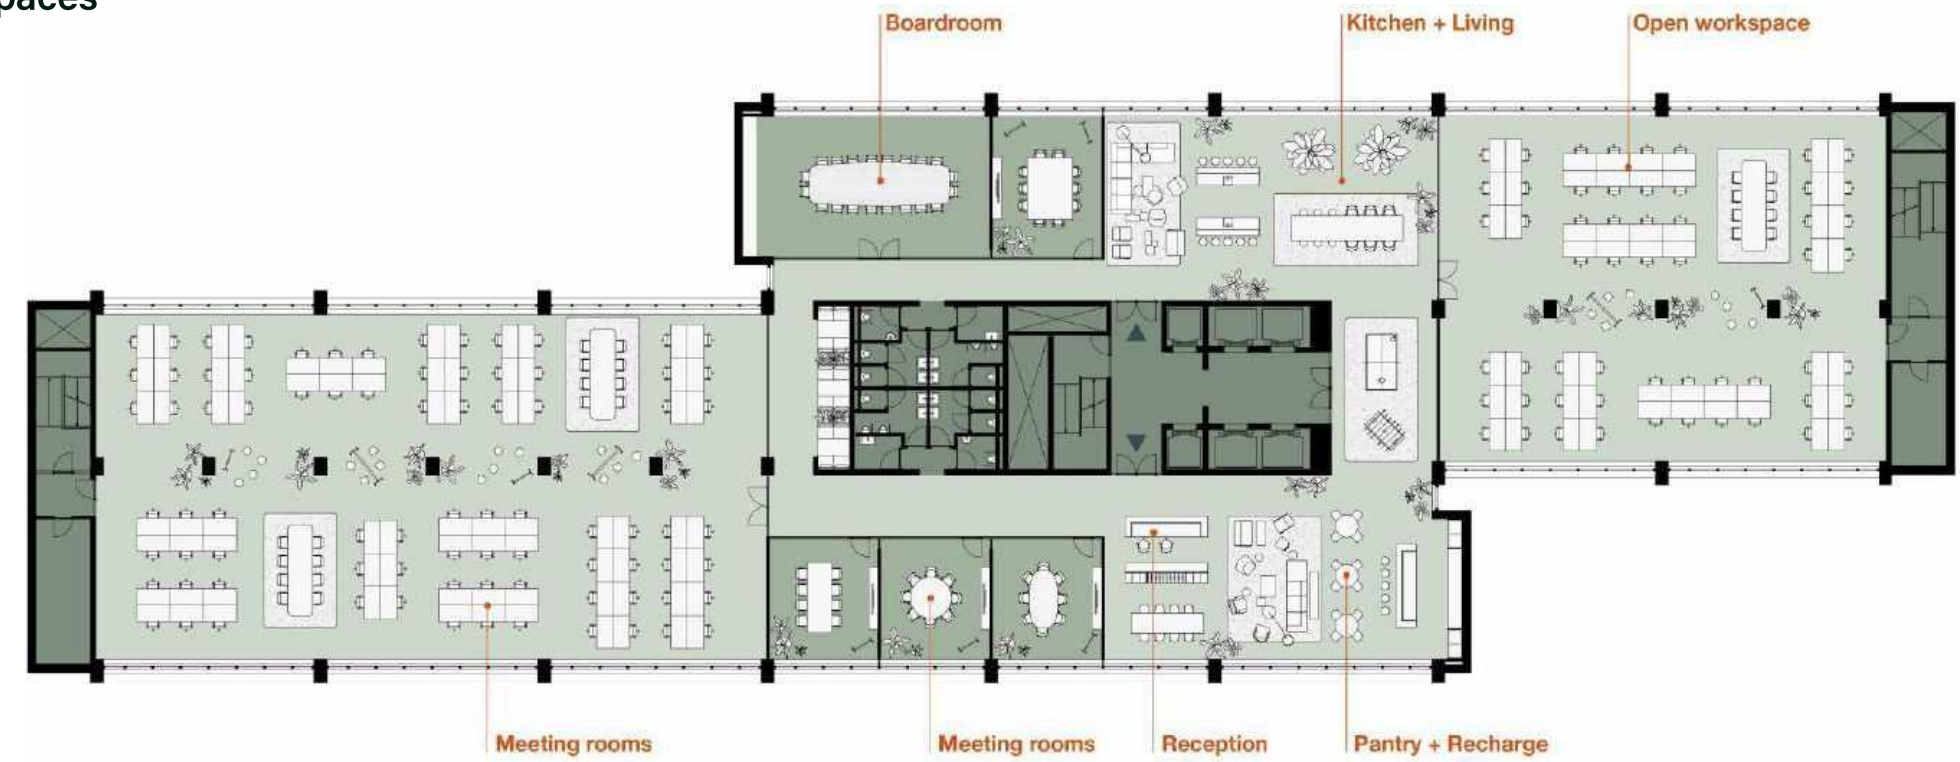 paces
Boardroom
Kitchen + Living
Open workspace
Meeting rooms
Meeting rooms
Reception
Pantry + Recharge